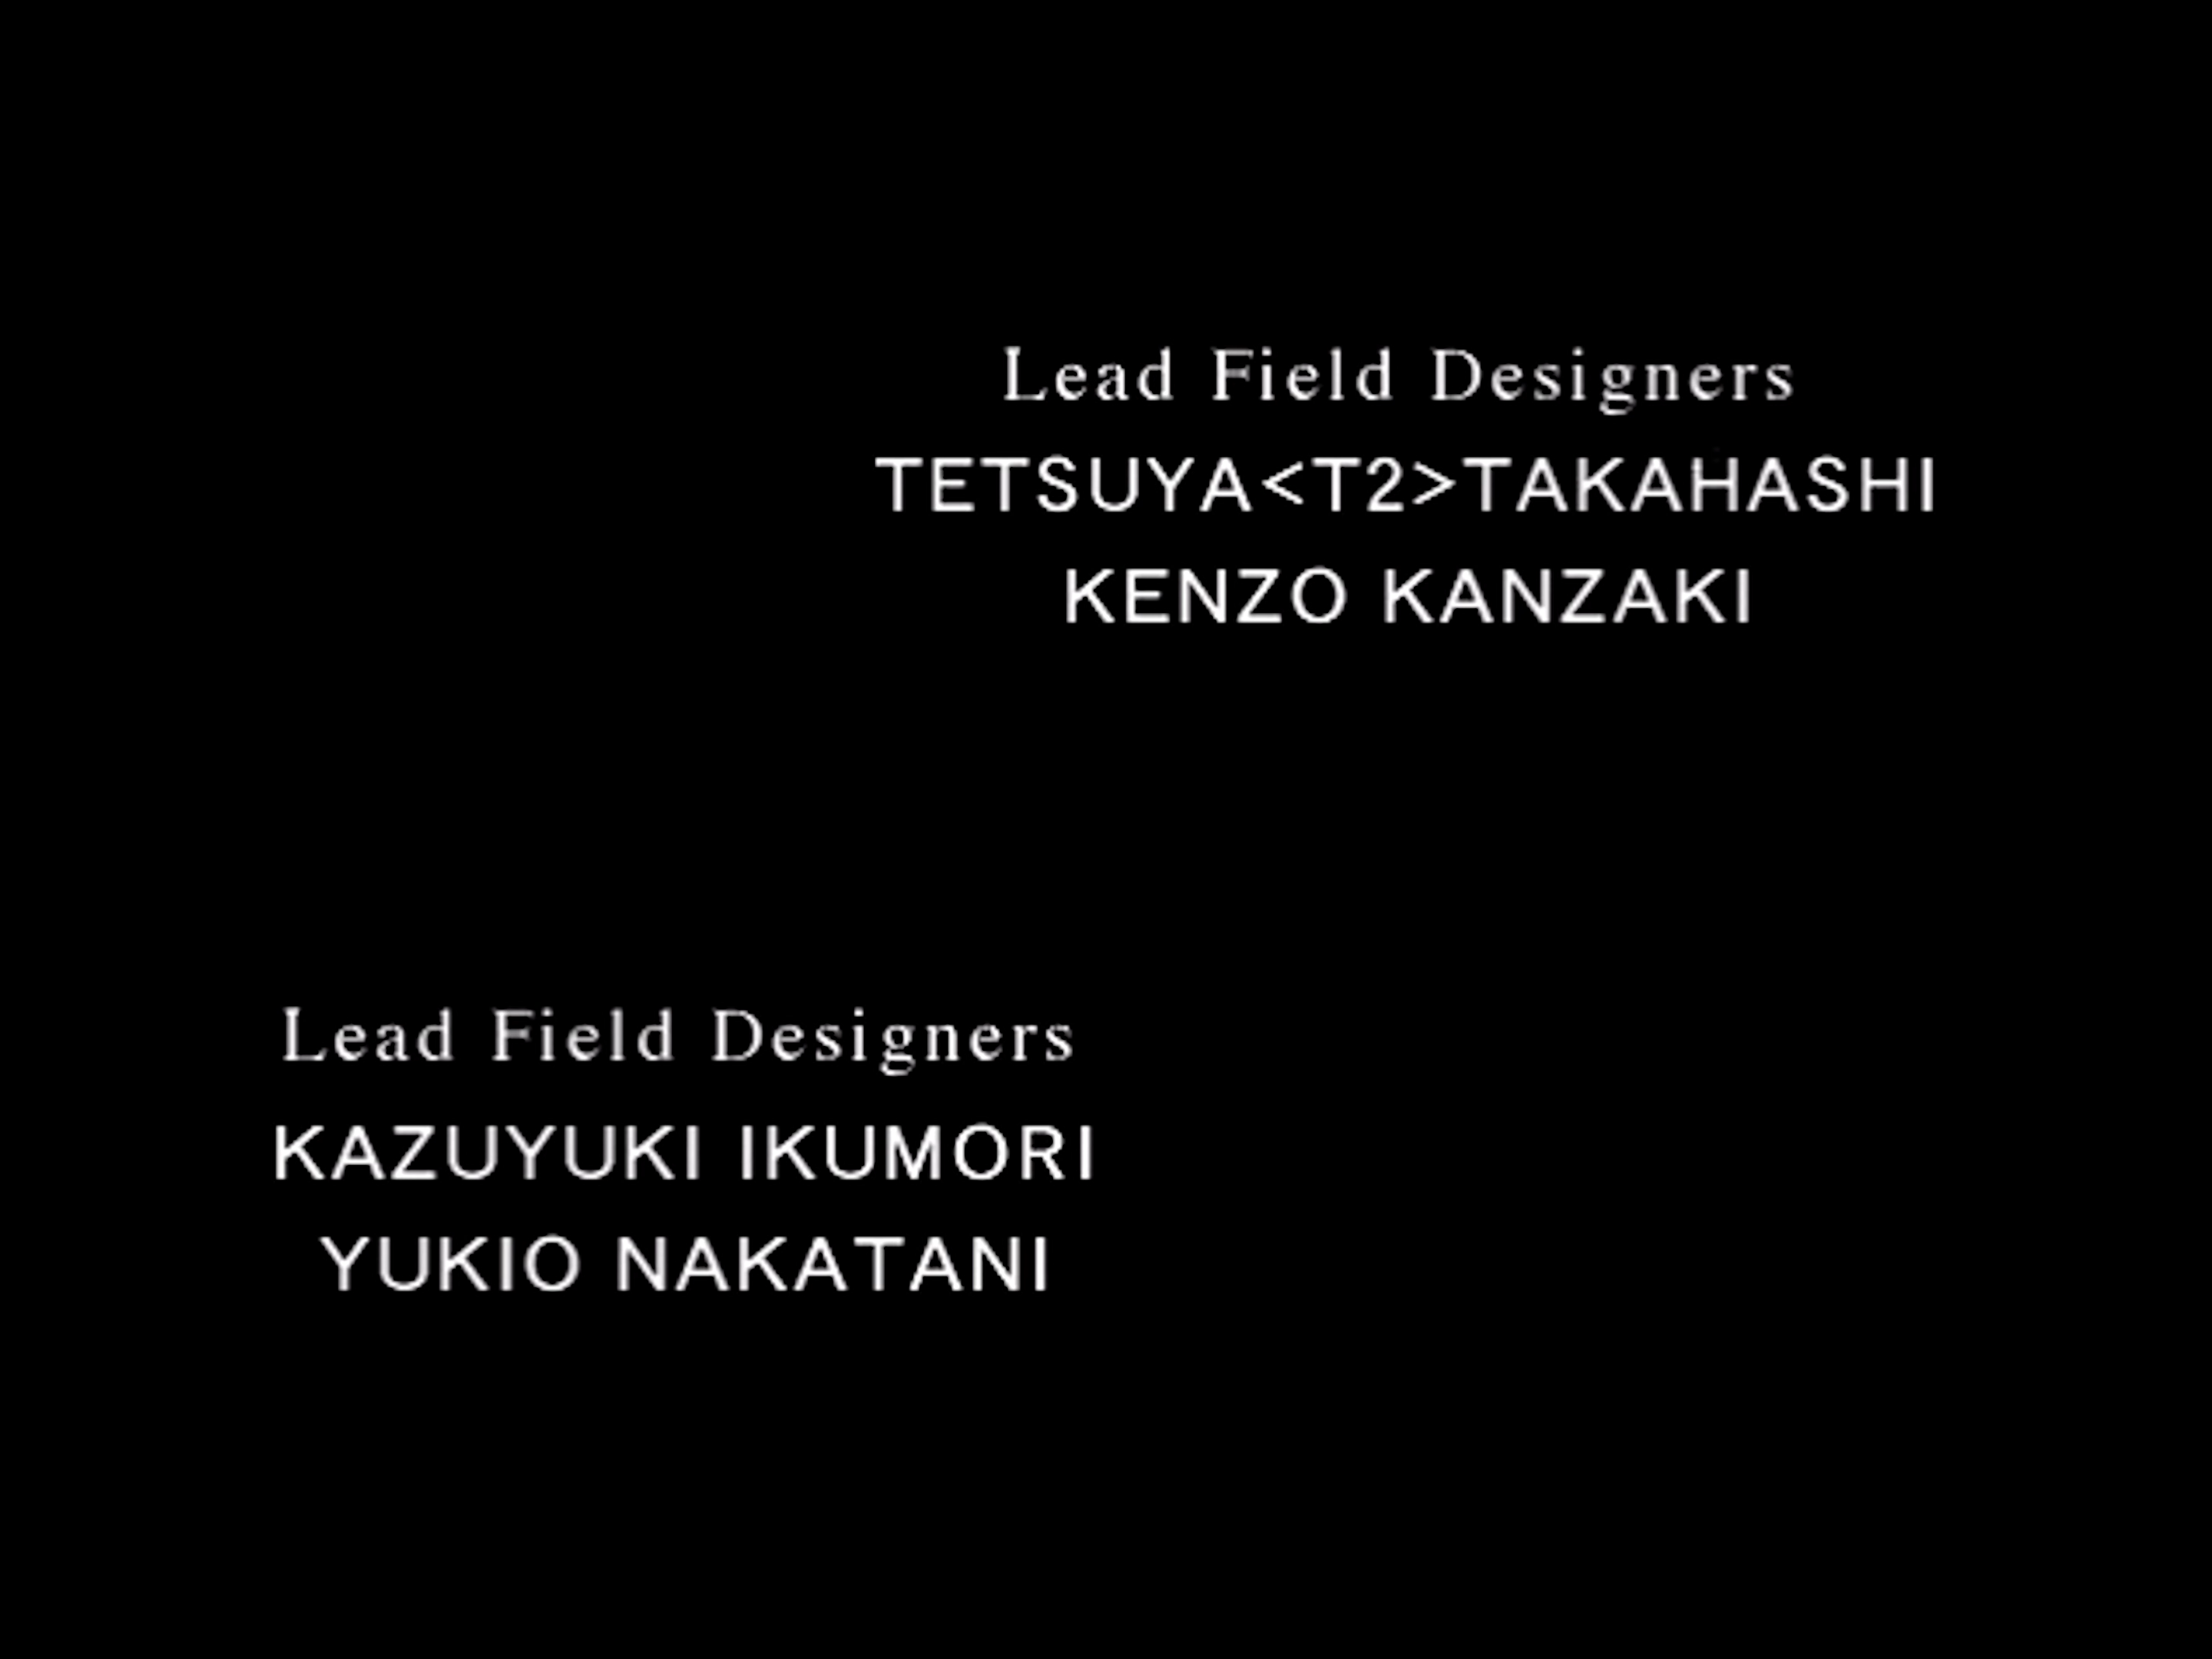 Lead Field Designers
TETSUYA<T2>TAKAHASHI
KENZO KANZAKI
Lead Field Designers
KAZUYUKI IKUMORI
YUKIO NAKATANI